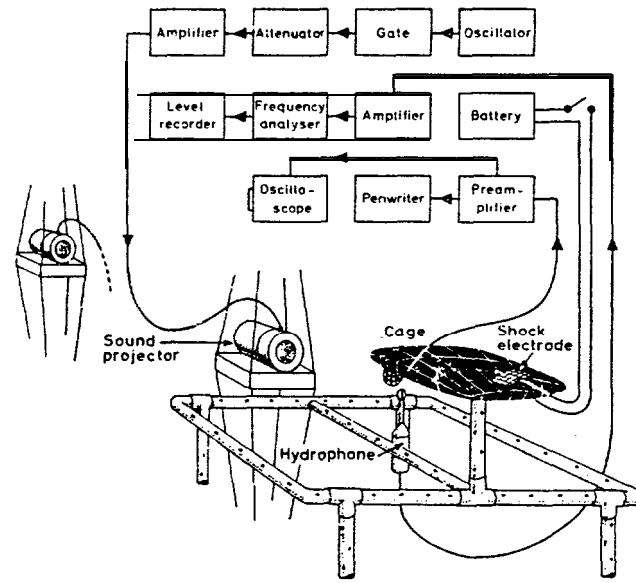 Amplifier
Attenuator
Gate
Oscillator
Level
recorder
Frequency
analyser
Amplifier
Battery
Oscillo-
scope
Penwriter
Pream-
plifier
Sound
projector
Cage
Shock
electrode
Hydrophone